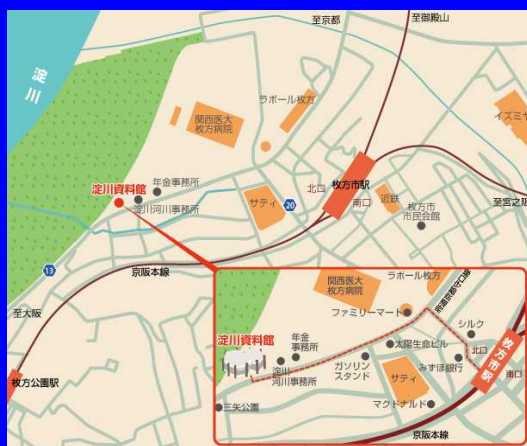 至京都
至御殿山
淀川
ラポール枚方
関西医大
枚方病院
イズミヤ
年金事務所
淀川資料館
淀川河川事務所
サティ
20
北口
枚方市駅
南口
近鉄
枚方市
市民会館
至宮之阪
13
京阪本線
至大阪
枚方公園駅
関西医大
枚方病院
ラポール枚方
府道京都守口線
ファミリーマート
シルク
淀川資料館
年金
事務所
太陽生命ビル
北口
枚方市駅
淀川
河川事務所
ガソリン
スタンド
みずほ銀行
サティ
南口
三矢公園
マクドナルド
京阪本線